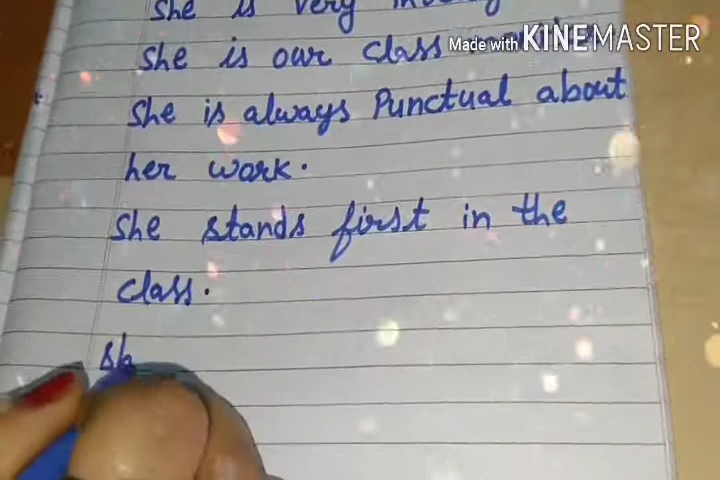 she is very
she is our class
Made with KINEMASTER
she is always Punctual about
her work.
she stands first in the
class.
sh